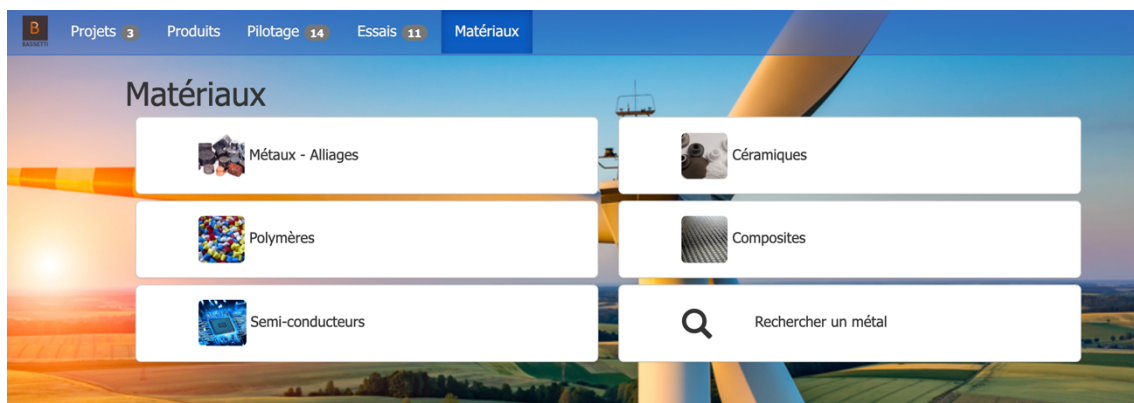 B
BASSETTI
Projets 3
Produits
Pilotage 14
Essais 11
Matériaux
Matériaux
Métaux - Alliages
Céramiques
Polymères
Composites
Semi-conducteurs
Rechercher un métal